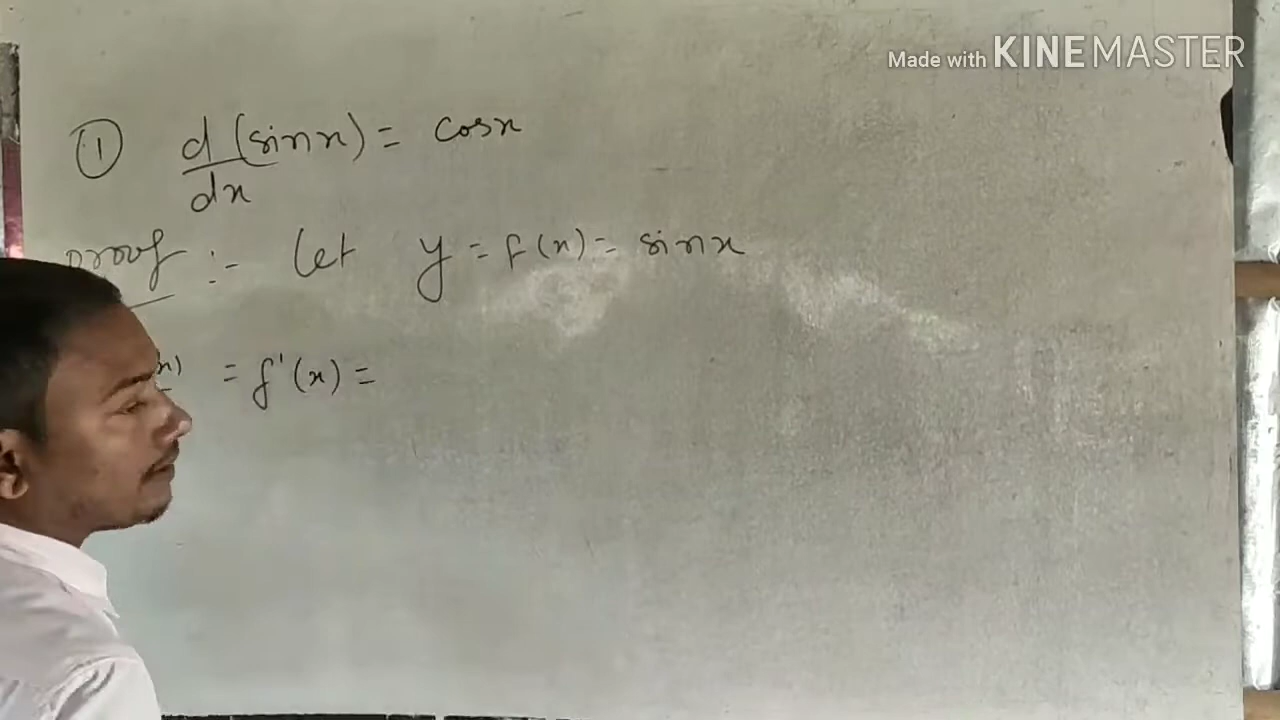 Made with KINEMASTER
① d/dx (sinx) = cosx
proof :- Let y = f(x) = sinx
x) = f'(x) =